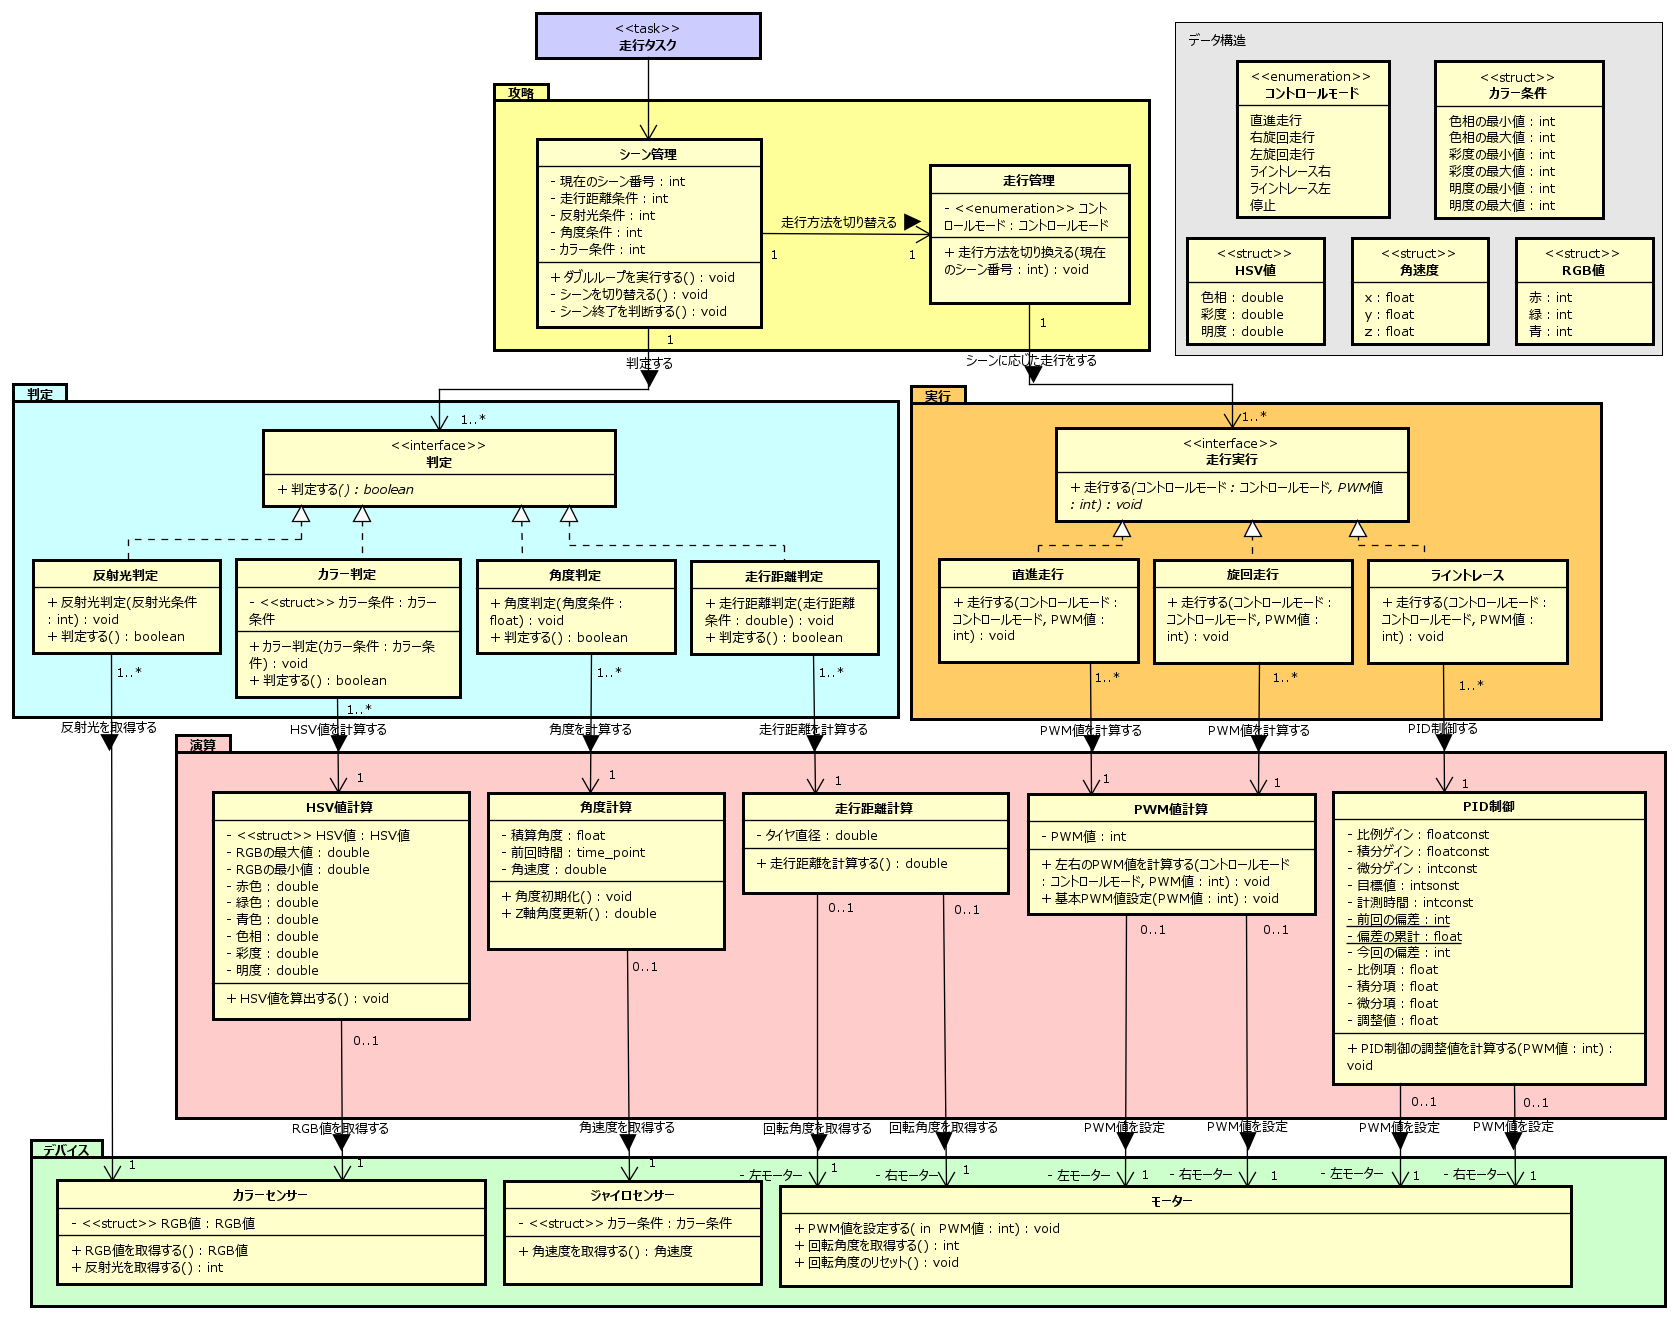 <<task>>
走行タスク
攻略
シーン管理
- 現在のシーン番号 : int
- 走行距離条件 : int
- 反射光条件 : int
- 角度条件 : int
- カラー条件 : int
+ ダブルループを実行する() : void
- シーンを切り替える() : void
- シーン終了を判断する() : void
走行方法を切り替える
1
1
走行管理
- <<enumeration>> コント
ロールモード : コントロールモード
+ 走行方法を切り換える(現在
のシーン番号 : int) : void
1
判定する
1
シーンに応じた走行をする
データ構造
<<enumeration>>
コントロールモード
直進走行
右旋回走行
左旋回走行
ライントレース右
ライントレース左
停止
<<struct>>
カラー条件
色相の最小値 : int
色相の最大値 : int
彩度の最小値 : int
彩度の最大値 : int
明度の最小値 : int
明度の最大値 : int
<<struct>>
HSV値
色相 : double
彩度 : double
明度 : double
<<struct>>
角速度
x : float
y : float
z : float
<<struct>>
RGB値
赤 : int
緑 : int
青 : int
判定
1..*
<<interface>>
判定
+ 判定する() : boolean
反射光判定
+ 反射光判定(反射光条件
: int) : void
+ 判定する() : boolean
カラー判定
- <<struct>> カラー条件 : カラー
条件
+ カラー判定(カラー条件 : カラー条
件) : void
+ 判定する() : boolean
角度判定
+ 角度判定(角度条件 :
float) : void
+ 判定する() : boolean
走行距離判定
+ 走行距離判定(走行距離
条件 : double) : void
+ 判定する() : boolean
1..*
1..*
1..*
1..*
反射光を取得する
HSV値を計算する
角度を計算する
走行距離を計算する
実行
1..*
<<interface>>
走行実行
+ 走行する(コントロールモード : コントロールモード, PWM値
: int) : void
直進走行
+ 走行する(コントロールモード :
コントロールモード, PWM値 :
int) : void
旋回走行
+ 走行する(コントロールモード :
コントロールモード, PWM値 :
int) : void
ライントレース
+ 走行する(コントロールモード :
コントロールモード, PWM値 :
int) : void
1..*
1..*
1..*
PWM値を計算する
PWM値を計算する
PID制御する
演算
1
1
1
1
1
1
HSV値計算
- <<struct>> HSV値 : HSV値
- RGBの最大値 : double
- RGBの最小値 : double
- 赤色 : double
- 緑色 : double
- 青色 : double
- 色相 : double
- 彩度 : double
- 明度 : double
+ HSV値を算出する() : void
角度計算
- 積算角度 : float
- 前回時間 : time_point
- 角速度 : double
+ 角度初期化() : void
+ Z軸角度更新() : double
走行距離計算
- タイヤ直径 : double
+ 走行距離を計算する() : double
PWM値計算
- PWM値 : int
+ 左右のPWM値を計算する(コントロールモード
: コントロールモード, PWM値 : int) : void
+ 基本PWM値設定(PWM値 : int) : void
PID制御
- 比例ゲイン : floatconst
- 積分ゲイン : floatconst
- 微分ゲイン : intconst
- 目標値 : intsonst
- 計測時間 : intconst
- 前回の偏差 : int
- 偏差の累計 : float
- 今回の偏差 : int
- 比例項 : float
- 積分項 : float
- 微分項 : float
- 調整値 : float
+ PID制御の調整値を計算する(PWM値 : int) :
void
0..1
0..1
0..1
0..1
0..1
0..1
0..1
0..1
RGB値を取得する
角速度を取得する
回転角度を取得する
回転角度を取得する
PWM値を設定
PWM値を設定
PWM値を設定
PWM値を設定
デバイス
1
1
1
- 左モーター
1
- 右モーター
1
- 左モーター
1
- 右モーター
1
- 左モーター
1
- 右モーター
1
カラーセンサー
- <<struct>> RGB値 : RGB値
+ RGB値を取得する() : RGB値
+ 反射光を取得する() : int
ジャイロセンサー
- <<struct>> カラー条件 : カラー条件
+ 角速度を取得する() : 角速度
モーター
+ PWM値を設定する( in PWM値 : int) : void
+ 回転角度を取得する() : int
+ 回転角度のリセット() : void